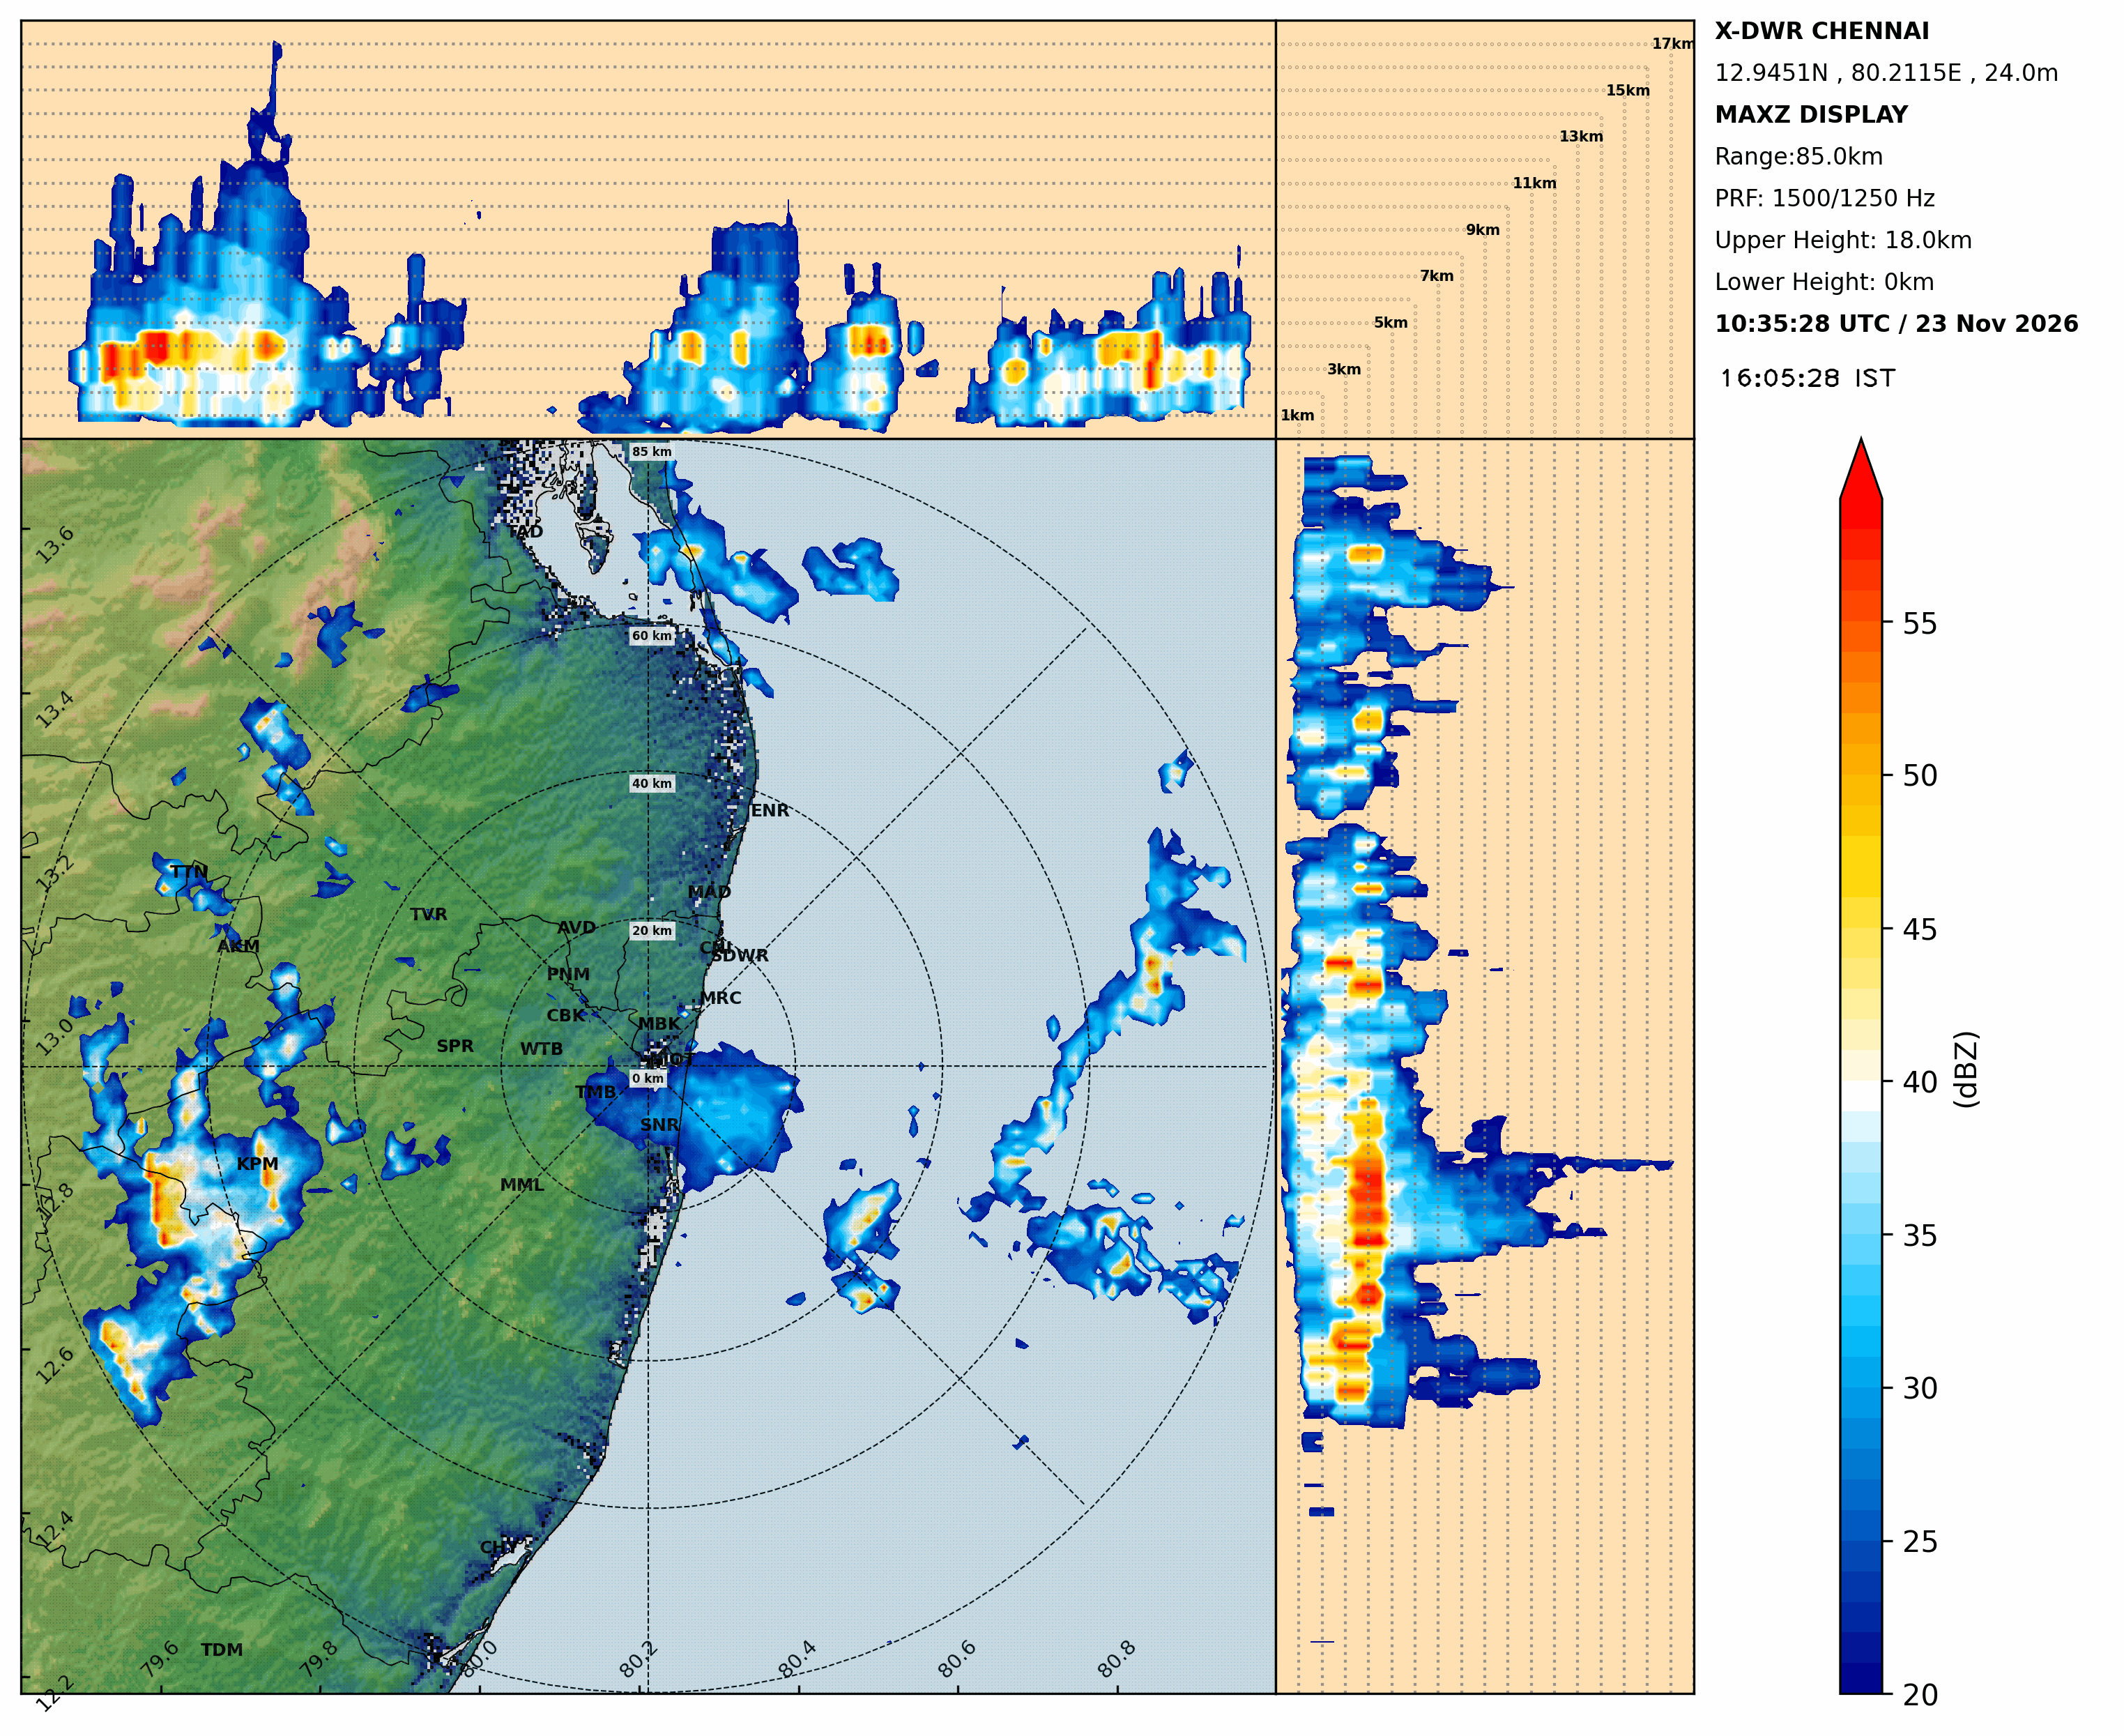 17km
15km
13km
11km
9km
7km
5km
3km
1km
X-DWR CHENNAI
12.9451N , 80.2115E , 24.0m
MAXZ DISPLAY
Range:85.0km
PRF: 1500/1250 Hz
Upper Height: 18.0km
Lower Height: 0km
10:35:28 UTC / 23 Nov 2026
16:05:28 IST
85 km
TAD
13.6
60 km
13.4
40 km
ENR
13.2
TTN
MAD
TVR
AVD
20 km
AKM
SDWR
PNM
MRC
13.0
CBK
MBK
SPR
WTB
0 km
TMB
SNR
KPM
MML
12.8
12.6
12.4
CHY
TDM
12.2
79.6
79.8
80.0
80.2
80.4
80.6
80.8
55
50
45
40
35
30
25
20
(dBZ)